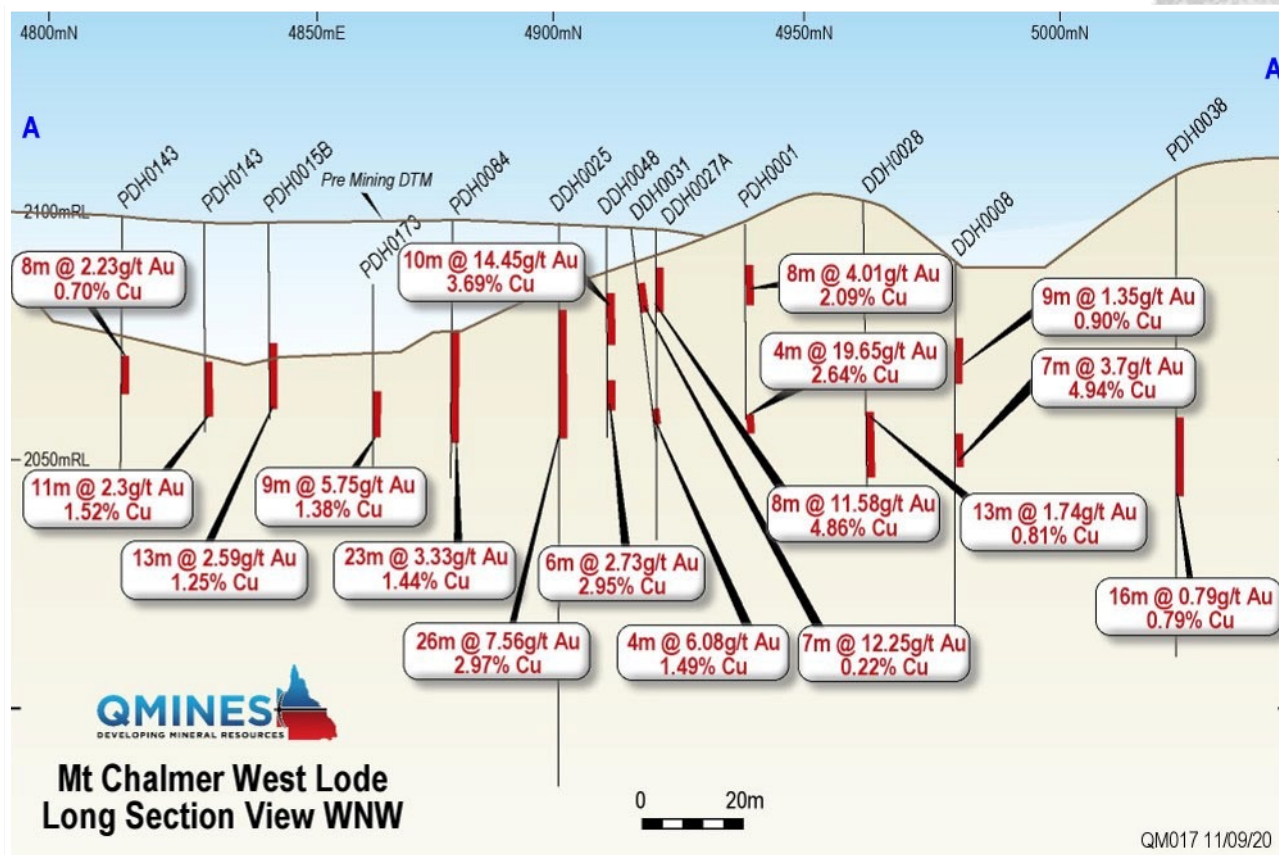 4800mN
4850mE
4900mN
4950mN
5000mN
A
A
PDH0143
PDH0143
PDH0015B
Pre Mining DTM
PDH0173
PDH0084
DDH0025
DDH0048
DDH0031
DDH0027A
PDH0001
DDH0028
DDH0008
PDH0038
2100mRL
8m @ 2.23g/t Au
0.70% Cu
10m @ 14.45g/t Au
3.69% Cu
8m @ 4.01g/t Au
2.09% Cu
9m @ 1.35g/t Au
0.90% Cu
4m @ 19.65g/t Au
2.64% Cu
7m @ 3.7g/t Au
4.94% Cu
2050mRL
11m @ 2.3g/t Au
1.52% Cu
9m @ 5.75g/t Au
1.38% Cu
8m @ 11.58g/t Au
4.86% Cu
13m @ 1.74g/t Au
0.81% Cu
13m @ 2.59g/t Au
1.25% Cu
23m @ 3.33g/t Au
1.44% Cu
6m @ 2.73g/t Au
2.95% Cu
16m @ 0.79g/t Au
0.79% Cu
26m @ 7.56g/t Au
2.97% Cu
4m @ 6.08g/t Au
1.49% Cu
7m @ 12.25g/t Au
0.22% Cu
QMINES
DEVELOPING MINERAL RESOURCES
Mt Chalmer West Lode
Long Section View WNW
0 20m
QM017 11/09/20